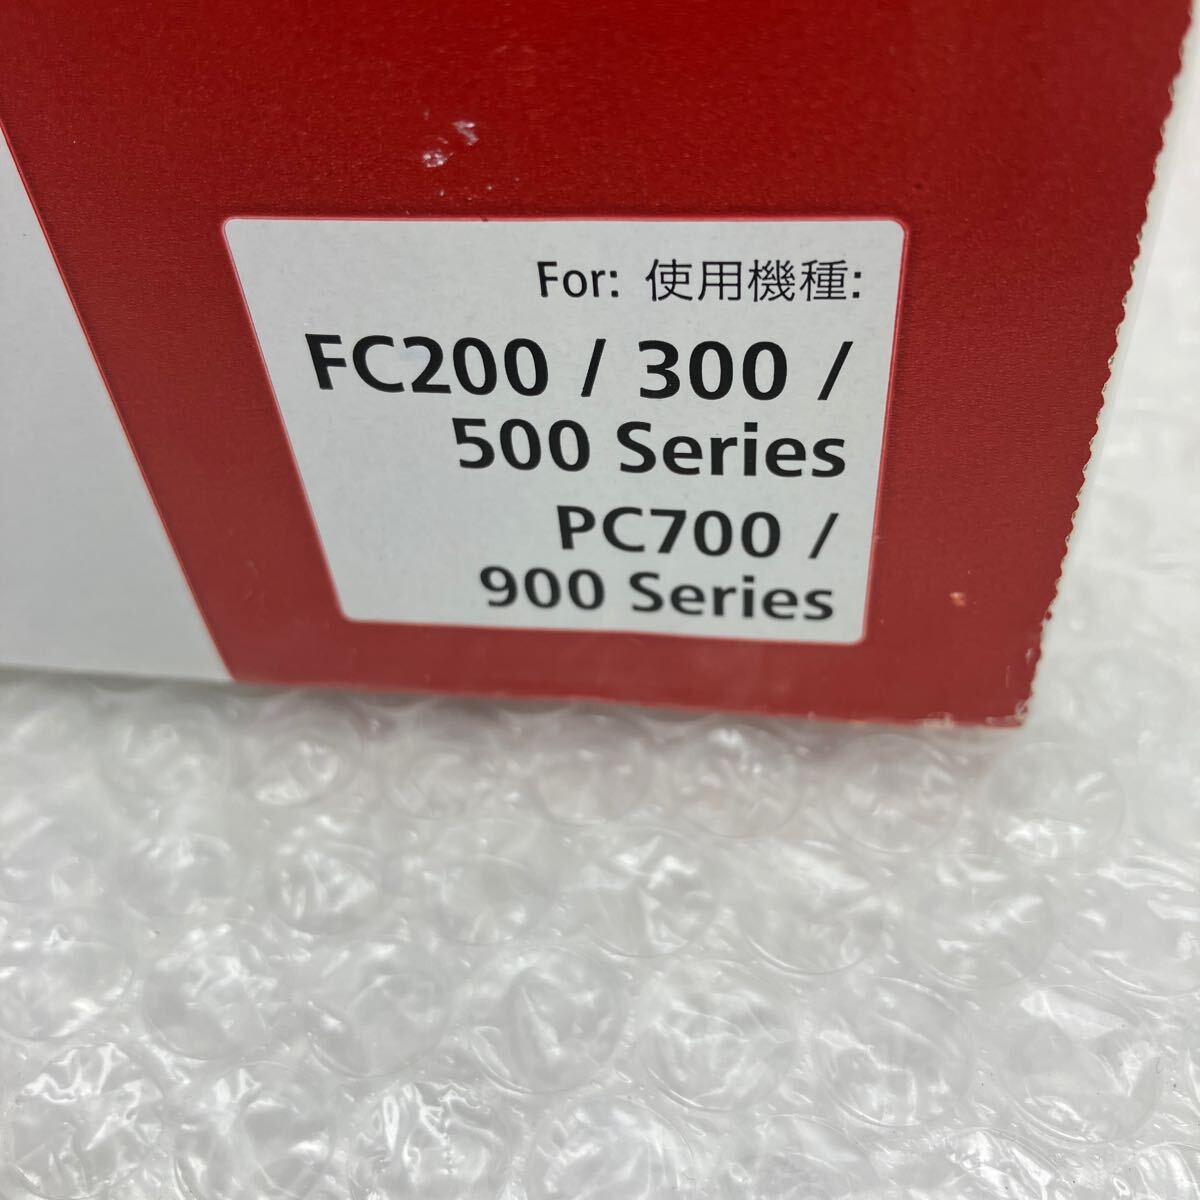 For: 使用機種:
FC200 / 300 /
500 Series
PC700 /
900 Series